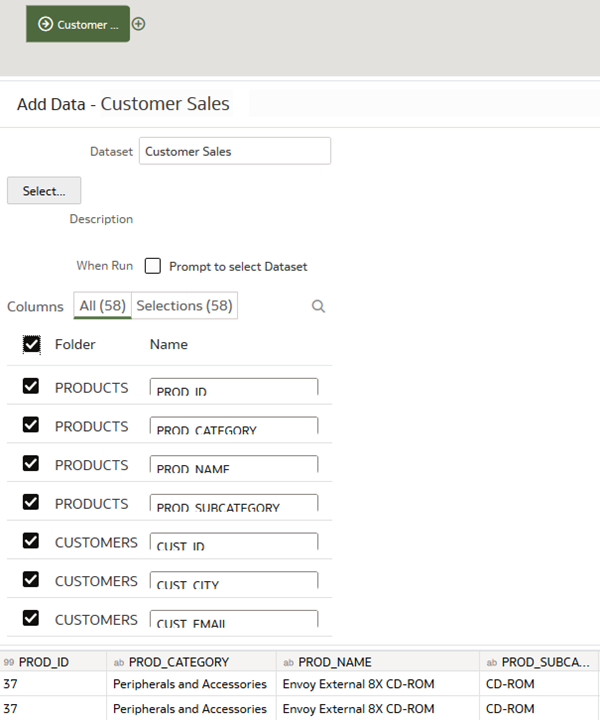 Customer ...
Add Data - Customer Sales
Dataset Customer Sales
Select...
Description
When Run Prompt to select Dataset
Columns All (58) Selections (58)
Folder Name
PRODUCTS PROD_ID
PRODUCTS PROD_CATEGORY
PRODUCTS PROD_NAME
PRODUCTS PROD_SUBCATEGORY
CUSTOMERS CUST_ID
CUSTOMERS CUST_CITY
CUSTOMERS CUST_EMAIL
99 PROD_ID ab PROD_CATEGORY ab PROD_NAME ab PROD_SUBCA...
37 Peripherals and Accessories Envoy External 8X CD-ROM CD-ROM
37 Peripherals and Accessories Envoy External 8X CD-ROM CD-ROM